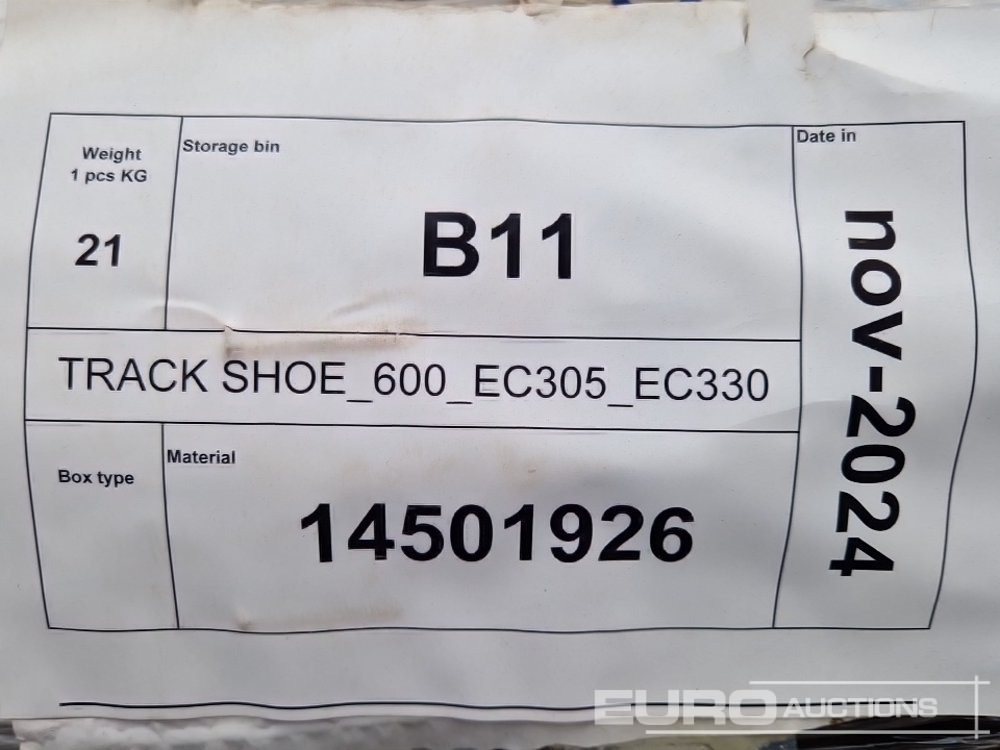 Weight
1 pcs KG
21
Storage bin
B11
Date in
nov-2024
TRACK SHOE_600_EC305_EC330
Box type
Material
14501926
EURO AUCTIONS